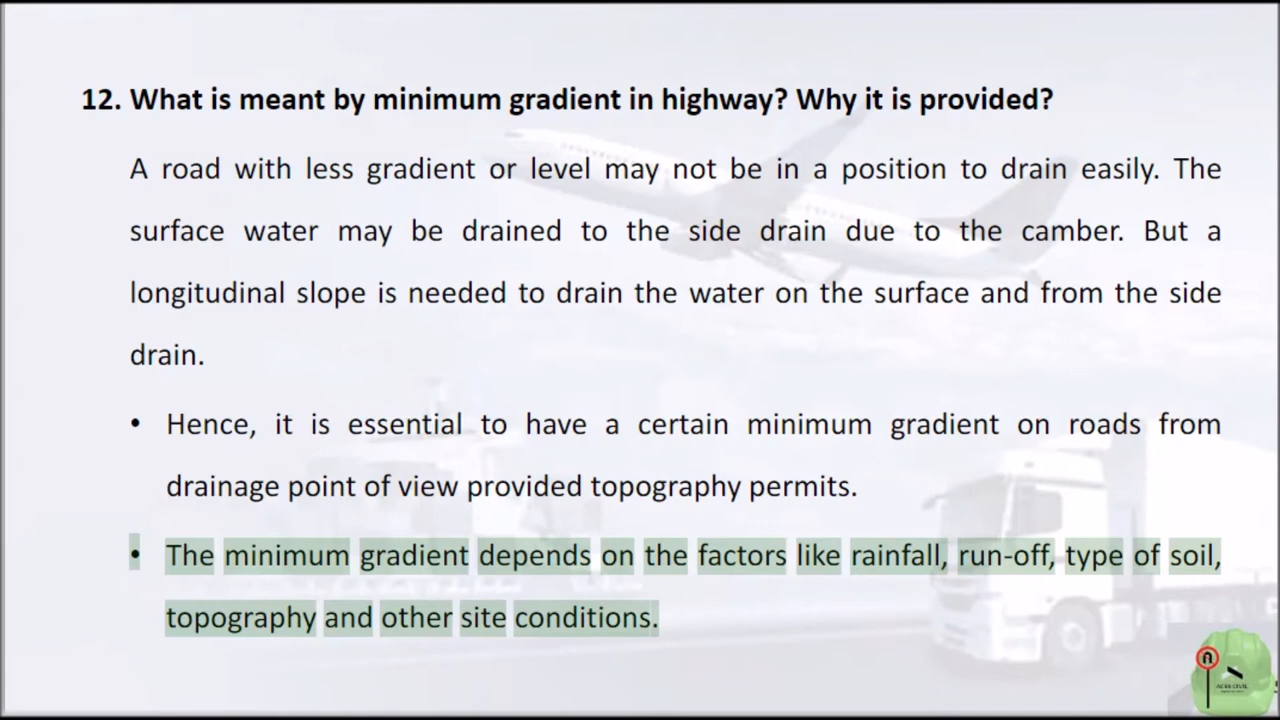 12. What is meant by minimum gradient in highway? Why it is provided?
A road with less gradient or level may not be in a position to drain easily. The
surface water may be drained to the side drain due to the camber. But a
longitudinal slope is needed to drain the water on the surface and from the side
drain.
• Hence, it is essential to have a certain minimum gradient on roads from
drainage point of view provided topography permits.
• The minimum gradient depends on the factors like rainfall, run-off, type of soil,
topography and other site conditions.